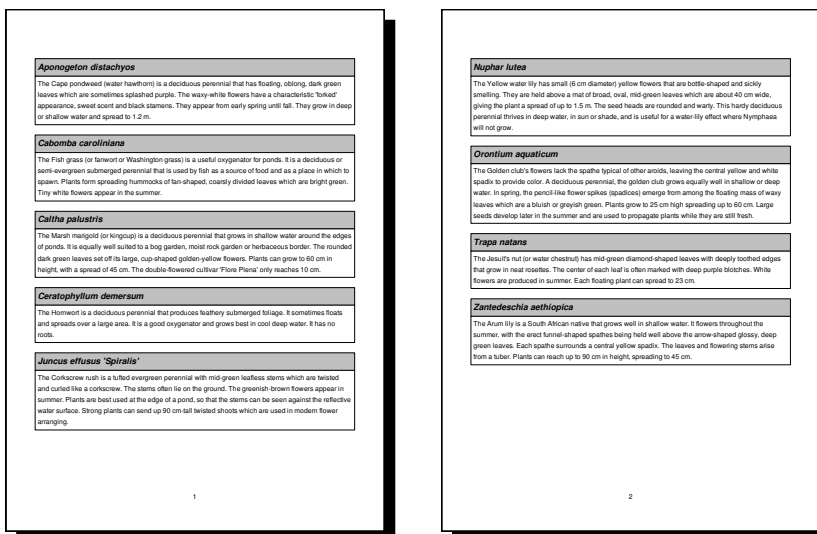 Aponogeton distachyos
The Cape pondweed (water hawthorn) is a deciduous perennial that has floating, oblong, dark green
leaves which are sometimes splashed purple. The waxy-white flowers have a characteristic 'forked'
appearance, sweet scent and black stamens. They appear from early spring until fall. They grow in deep
or shallow water and spread to 1.2 m.
Cabomba caroliniana
The Fish grass (or fanwort or Washington grass) is a useful oxygenator for ponds. It is a deciduous or
semi-evergreen submerged perennial that is used by fish as a source of food and as a place in which to
spawn. Plants form spreading hummocks of fan-shaped, coarsly divided leaves which are bright green.
Tiny white flowers appear in the summer.
Caltha palustris
The Marsh marigold (or kingcup) is a deciduous perennial that grows in shallow water around the edges
of ponds. It is equally well suited to a bog garden, moist rock garden or herbaceous border. The rounded
dark green leaves set off its large, cup-shaped golden-yellow flowers. Plants can grow to 60 cm in
height, with a spread of 45 cm. The double-flowered cultivar 'Flore Plena' only reaches 10 cm.
Ceratophyllum demersum
The Hornwort is a deciduous perennial that produces feathery submerged foliage. It sometimes floats
and spreads over a large area. It is a good oxygenator and grows best in cool deep water. It has no
roots.
Juncus effusus 'Spiralis'
The Corkscrew rush is a tufted evergreen perennial with mid-green leafless stems which are twisted
and curled like a corkscrew. The stems often lie on the ground. The greenish-brown flowers appear in
summer. Plants are best used at the edge of a pond, so that the stems can be seen against the reflective
water surface. Strong plants can send up 90 cm-tall twisted shoots which are used in modern flower
arranging.
1
Nuphar lutea
The Yellow water lily has small (6 cm diameter) yellow flowers that are bottle-shaped and sickly
smelling. They are held above a mat of broad, oval, mid-green leaves which are about 40 cm wide,
giving the plant a spread of up to 1.5 m. The seed heads are rounded and warty. This hardy deciduous
perennial thrives in deep water, in sun or shade, and is useful for a water-lily effect where Nymphaea
will not grow.
Orontium aquaticum
The Golden club's flowers lack the spathe typical of other aroids, leaving the central yellow and white
spadix to provide color. A deciduous perennial, the golden club grows equally well in shallow or deep
water. In spring, the pencil-like flower spikes (spadices) emerge from among the floating mass of waxy
leaves which are a bluish or greyish green. Plants grow to 25 cm high spreading up to 60 cm. Large
seeds develop later in the summer and are used to propagate plants while they are still fresh.
Trapa natans
The Jesuit's nut (or water chestnut) has mid-green diamond-shaped leaves with deeply toothed edges
that grow in neat rosettes. The center of each leaf is often marked with deep purple blotches. White
flowers are produced in summer. Each floating plant can spread to 23 cm.
Zantedeschia aethiopica
The Arum lily is a South African native that grows well in shallow water. It flowers throughout the
summer, with the erect funnel-shaped spathes being held well above the arrow-shaped glossy, deep
green leaves. Each spathe surrounds a central yellow spadix. The leaves and flowering stems arise
from a tuber. Plants can reach up to 90 cm in height, spreading to 45 cm.
2